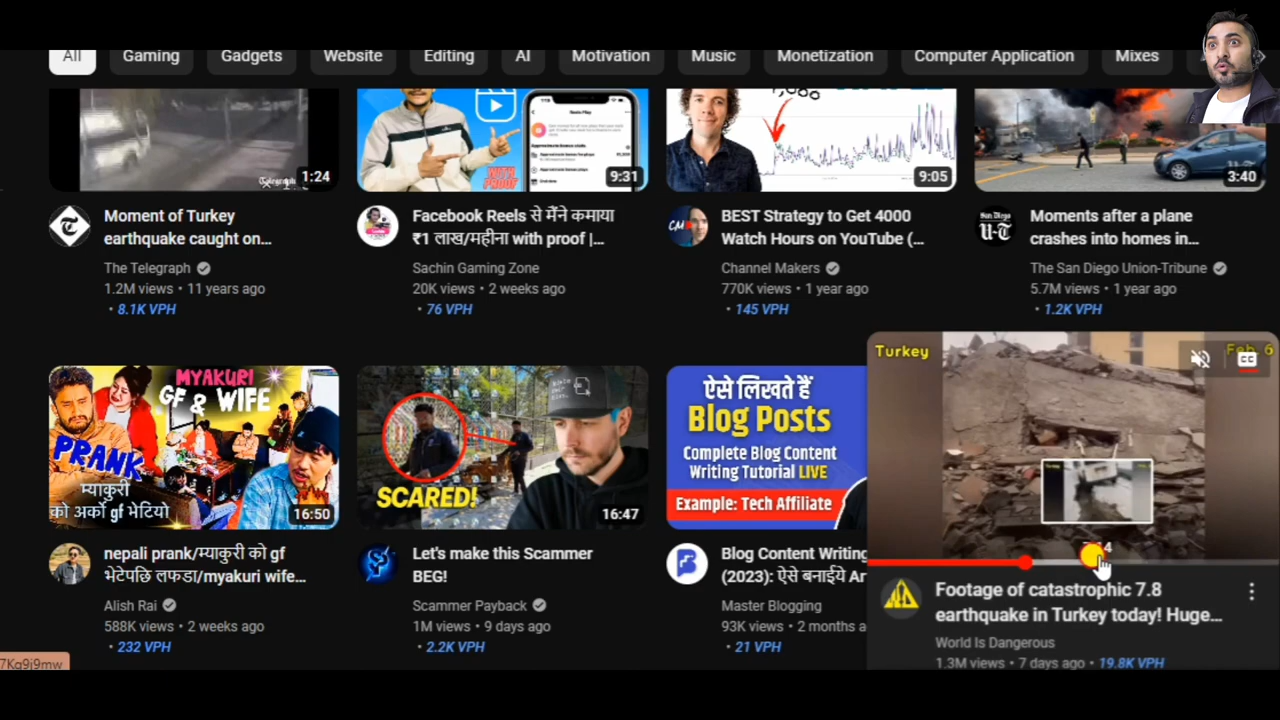 All
Gaming
Gadgets
Website
Editing
AI
Motivation
Music
Monetization
Computer Application
Mixes
Telegraph
1:24
WITH
PROOF
9:31
9:05
3:40
Moment of Turkey
earthquake caught on...
The Telegraph
1.2M views • 11 years ago
• 8.1K VPH
Facebook Reels से मैंने कमाया
₹1 लाख/महीना with proof |...
Sachin Gaming Zone
20K views • 2 weeks ago
• 76 VPH
CM
BEST Strategy to Get 4000
Watch Hours on YouTube (...
Channel Makers
770K views • 1 year ago
• 145 VPH
San Diego
U-T
Moments after a plane
crashes into homes in...
The San Diego Union-Tribune
5.7M views • 1 year ago
• 1.2K VPH
MYAKURI
GF & WIFE
PRANK
म्याकुरी
को अर्को gf भेटियो
16:50
SCARED!
16:47
ऐसे लिखते हैं
Blog Posts
Complete Blog Content
Writing Tutorial LIVE
Example: Tech Affiliate
Turkey
Feb 6
CC
nepali prank/म्याकुरी को gf
भेटेपछि लफडा/myakuri wife...
Alish Rai
588K views • 2 weeks ago
• 232 VPH
Let's make this Scammer
BEG!
Scammer Payback
1M views • 9 days ago
• 2.2K VPH
Blog Content Writing
(2023): ऐसे बनाईये Ar
Master Blogging
93K views • 2 months a
• 21 VPH
Footage of catastrophic 7.8
earthquake in Turkey today! Huge...
World Is Dangerous
1.3M views • 7 days ago • 19.8K VPH
7Kg9j9mw